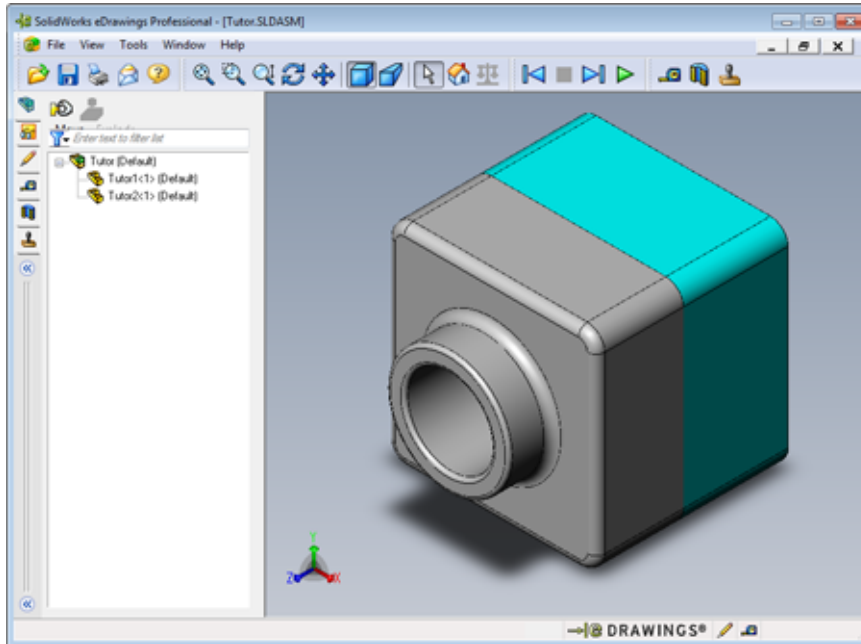 SolidWorks eDrawings Professional - [Tutor.SLDASM]
File View Tools Window Help
Enter text to filter list
Tutor (Default)
Tutor1<1> (Default)
Tutor2<1> (Default)
Y
Z
X
DRAWINGS®